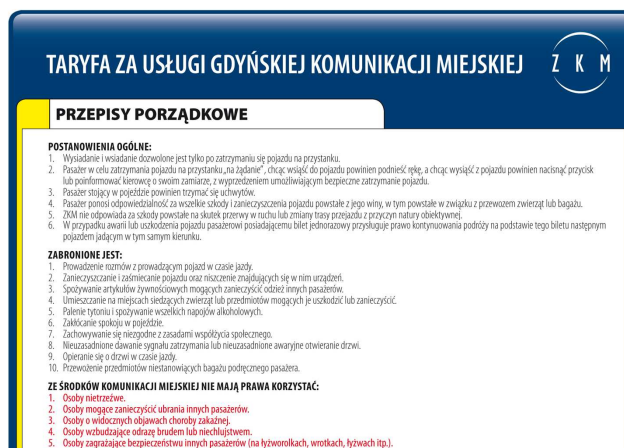 TARYFA ZA USŁUGI GDYŃSKIEJ KOMUNIKACJI MIEJSKIEJ
Z K M
PRZEPISY PORZĄDKOWE
POSTANOWIENIA OGÓLNE:
1. Wysiadanie i wsiadanie dozwolone jest tylko po zatrzymaniu się pojazdu na przystanku.
2. Pasażer w celu zatrzymania pojazdu na przystanku „na żądanie”, chcąc wsiąść do pojazdu powinien podnieść rękę, a chcąc wysiąść z pojazdu powinien nacisnąć przycisk
lub poinformować kierowcę o swoim zamiarze, z wyprzedzeniem umożliwiającym bezpieczne zatrzymanie pojazdu.
3. Pasażer stojący w pojeździe powinien trzymać się uchwytów.
4. Pasażer ponosi odpowiedzialność za wszelkie szkody i zanieczyszczenia pojazdu powstałe z jego winy, w tym powstałe w związku z przewozem zwierząt lub bagażu.
5. ZKM nie odpowiada za szkody powstałe na skutek przerwy w ruchu lub zmiany trasy przejazdu z przyczyn natury obiektywnej.
6. W przypadku awarii lub uszkodzenia pojazdu pasażerowi posiadającemu bilet jednorazowy przysługuje prawo kontynuowania podróży na podstawie tego biletu następnym
pojazdem jadącym w tym samym kierunku.
ZABRONIONE JEST:
1. Prowadzenie rozmów z prowadzącym pojazd w czasie jazdy.
2. Zanieczyszczanie i zaśmiecanie pojazdu oraz niszczenie znajdujących się w nim urządzeń.
3. Spożywanie artykułów żywnościowych mogących zanieczyścić odzież innych pasażerów.
4. Umieszczanie na miejscach siedzących zwierząt lub przedmiotów mogących je uszkodzić lub zanieczyścić.
5. Palenie tytoniu i spożywanie wszelkich napojów alkoholowych.
6. Zakłócanie spokoju w pojeździe.
7. Zachowywanie się niezgodne z zasadami współżycia społecznego.
8. Nieuzasadnione dawanie sygnału zatrzymania lub nieuzasadnione awaryjne otwieranie drzwi.
9. Opieranie się o drzwi w czasie jazdy.
10. Przewożenie przedmiotów niestanowiących bagażu podręcznego pasażera.
ZE ŚRODKÓW KOMUNIKACJI MIEJSKIEJ NIE MAJĄ PRAWA KORZYSTAĆ:
1. Osoby nietrzeźwe.
2. Osoby mogące zanieczyścić ubrania innych pasażerów.
3. Osoby o widocznych objawach choroby zakaźnej.
4. Osoby wzbudzające odrazę brudem lub niechlujstwem.
5. Osoby zagrażające bezpieczeństwu innych pasażerów (na łyżworolkach, wrotkach, łyżwach itp.).